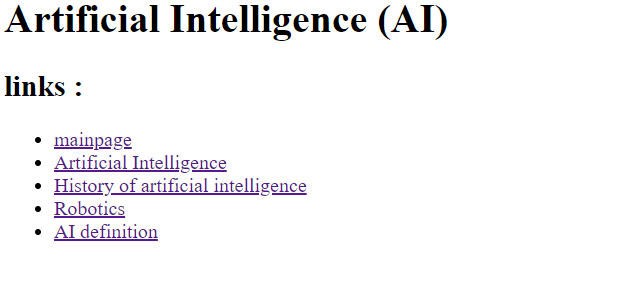 Artificial Intelligence (AI)
links :
mainpage
Artificial Intelligence
History of artificial intelligence
Robotics
AI definition